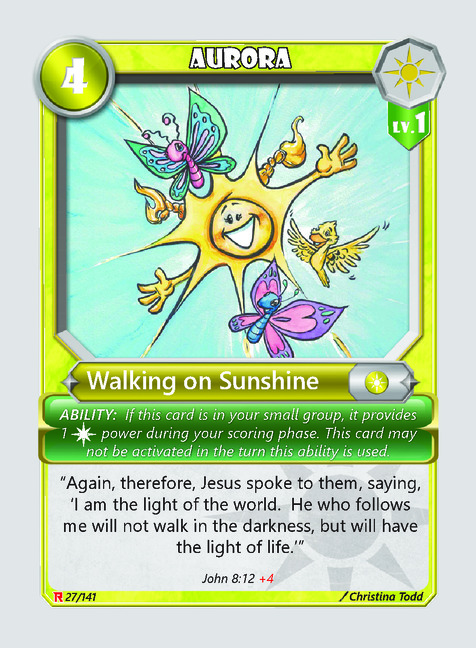 AURORA
4
LV.1
Walking on Sunshine
ABILITY: If this card is in your small group, it provides
1 power during your scoring phase. This card may
not be activated in the turn this ability is used.
“Again, therefore, Jesus spoke to them, saying,
‘I am the light of the world. He who follows
me will not walk in the darkness, but will have
the light of life.’”
John 8:12 +4
R 27/141
/Christina Todd